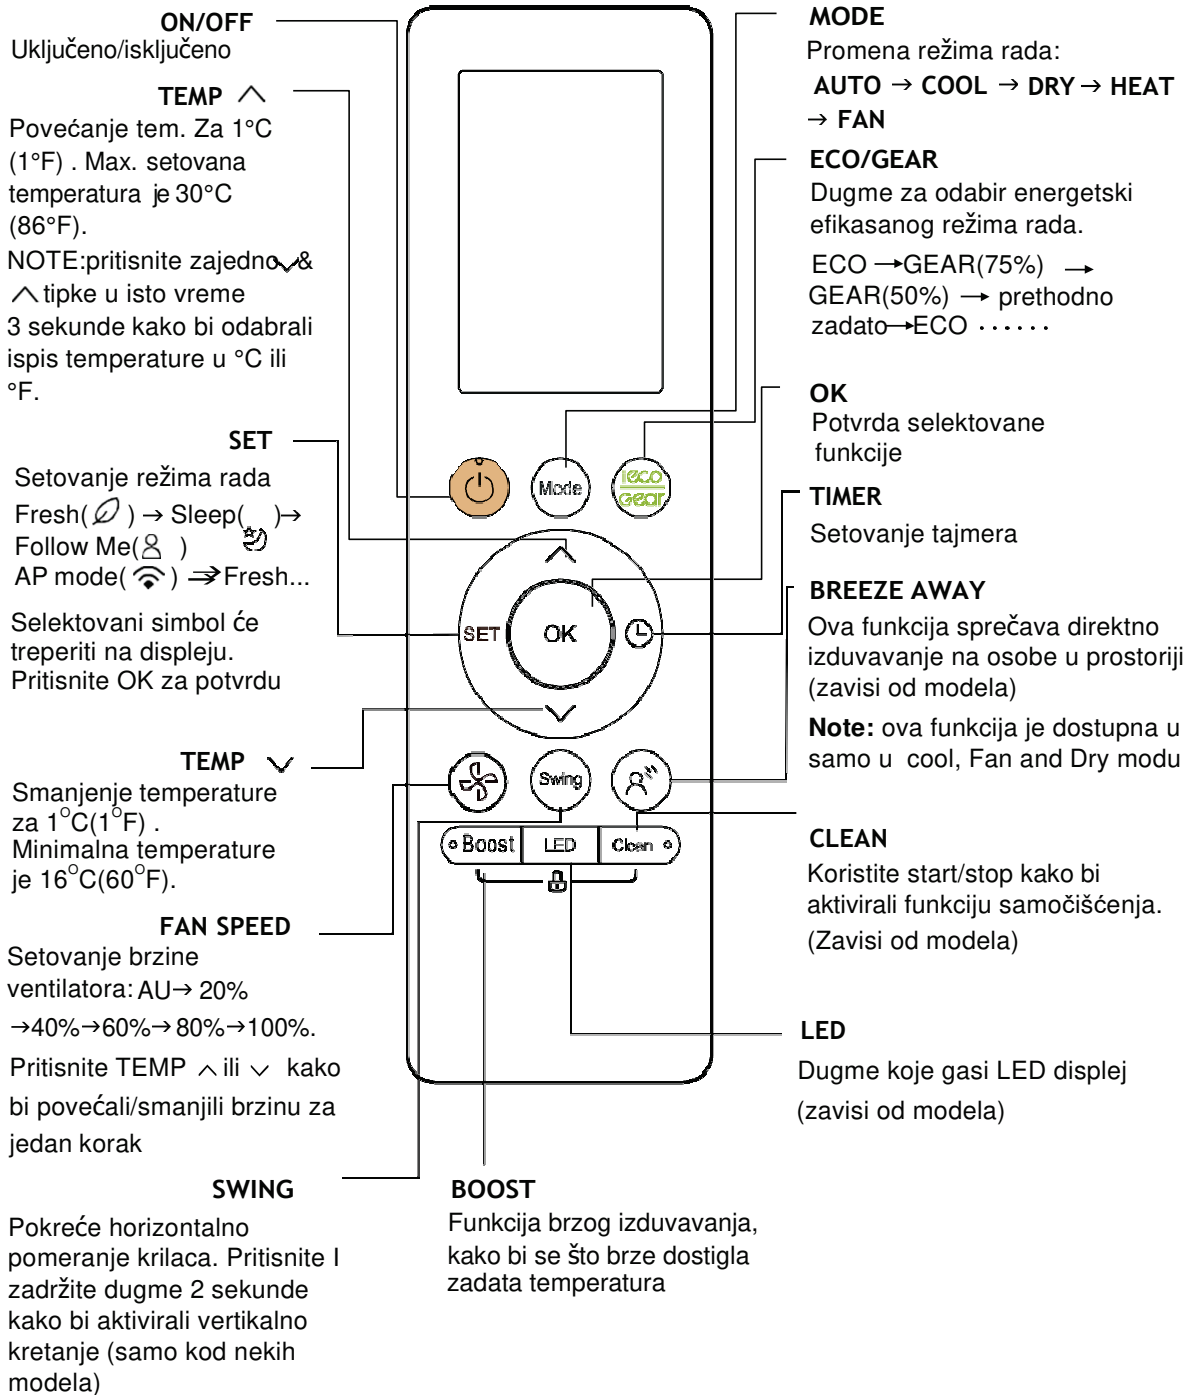 ON/OFF
Uključeno/isključeno
TEMP ︿
Povećanje tem. Za 1°C
(1°F) . Max. setovana
temperatura je 30°C
(86°F).
NOTE:pritisnite zajedno ﹀&
︿ tipke u isto vreme
3 sekunde kako bi odabrali
ispis temperature u °C ili
°F.
SET
Setovanje režima rada
Fresh( ) → Sleep( )→
Follow Me( )
AP mode( ) ⇒Fresh...
Selektovani simbol će
treperiti na displeju.
Pritisnite OK za potvrdu
TEMP ﹀
Smanjenje temperature
za 1°C(1°F) .
Minimalna temperature
je 16°C(60°F).
FAN SPEED
Setovanje brzine
ventilatora: AU→ 20%
→40%→60%→80%→100%.
Pritisnite TEMP ︿ ili ﹀ kako
bi povećali/smanjili brzinu za
jedan korak
SWING
Pokreće horizontalno
pomeranje krilaca. Pritisnite I
zadržite dugme 2 sekunde
kako bi aktivirali vertikalno
kretanje (samo kod nekih
modela)
Mode
ieco
Gear
SET
OK
Swing
Boost
LED
Clean
BOOST
Funkcija brzog izduvavanja,
kako bi se što brze dostigla
zadata temperatura
MODE
Promena režima rada:
AUTO → COOL → DRY → HEAT
→ FAN
ECO/GEAR
Dugme za odabir energetski
efikasanog režima rada.
ECO →GEAR(75%) →
GEAR(50%) → prethodno
zadato→ECO ······
OK
Potvrda selektovane
funkcije
TIMER
Setovanje tajmera
BREEZE AWAY
Ova funkcija sprečava direktno
izduvavanje na osobe u prostoriji
(zavisi od modela)
Note: ova funkcija je dostupna u
samo u cool, Fan and Dry modu
CLEAN
Koristite start/stop kako bi
aktivirali funkciju samočišćenja.
(Zavisi od modela)
LED
Dugme koje gasi LED displej
(zavisi od modela)